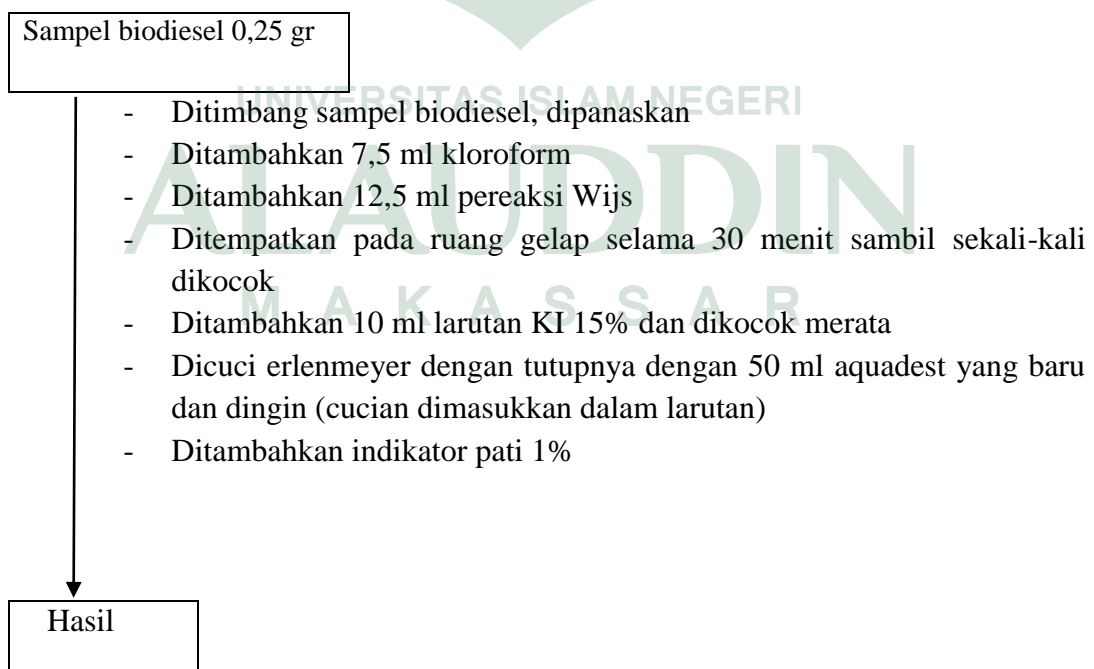 Sampel biodiesel 0,25 gr
UNIVERSITAS ISLAM NEGERI
- Ditimbang sampel biodiesel, dipanaskan
- Ditambahkan 7,5 ml kloroform
ALAUDDIN
- Ditambahkan 12,5 ml pereaksi Wijs
- Ditempatkan pada ruang gelap selama 30 menit sambil sekali-kali
dikocok
MAKASSAR
- Ditambahkan 10 ml larutan KI 15% dan dikocok merata
- Dicuci erlenmeyer dengan tutupnya dengan 50 ml aquadest yang baru
dan dingin (cucian dimasukkan dalam larutan)
- Ditambahkan indikator pati 1%
Hasil